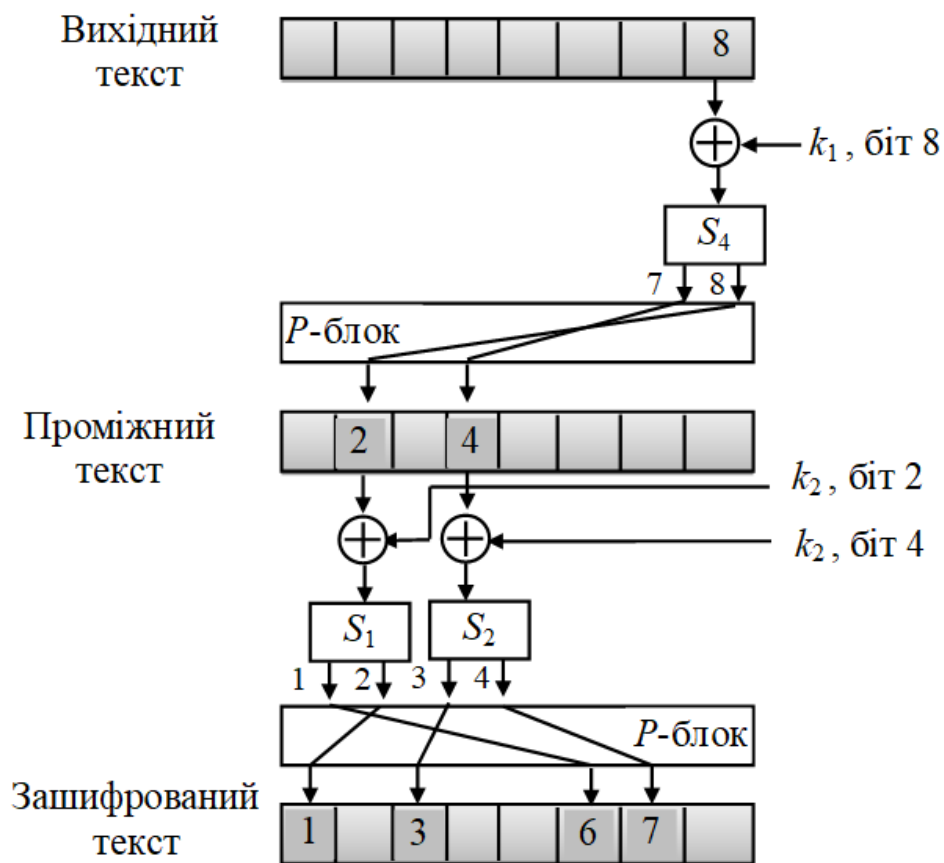 Вихідний
текст
8
k₁ , біт 8
S₄
7 8
P-блок
Проміжний
текст
2 4
k₂ , біт 2
k₂ , біт 4
S₁ S₂
1 2 3 4
P-блок
Зашифрований
текст
1 3 6 7